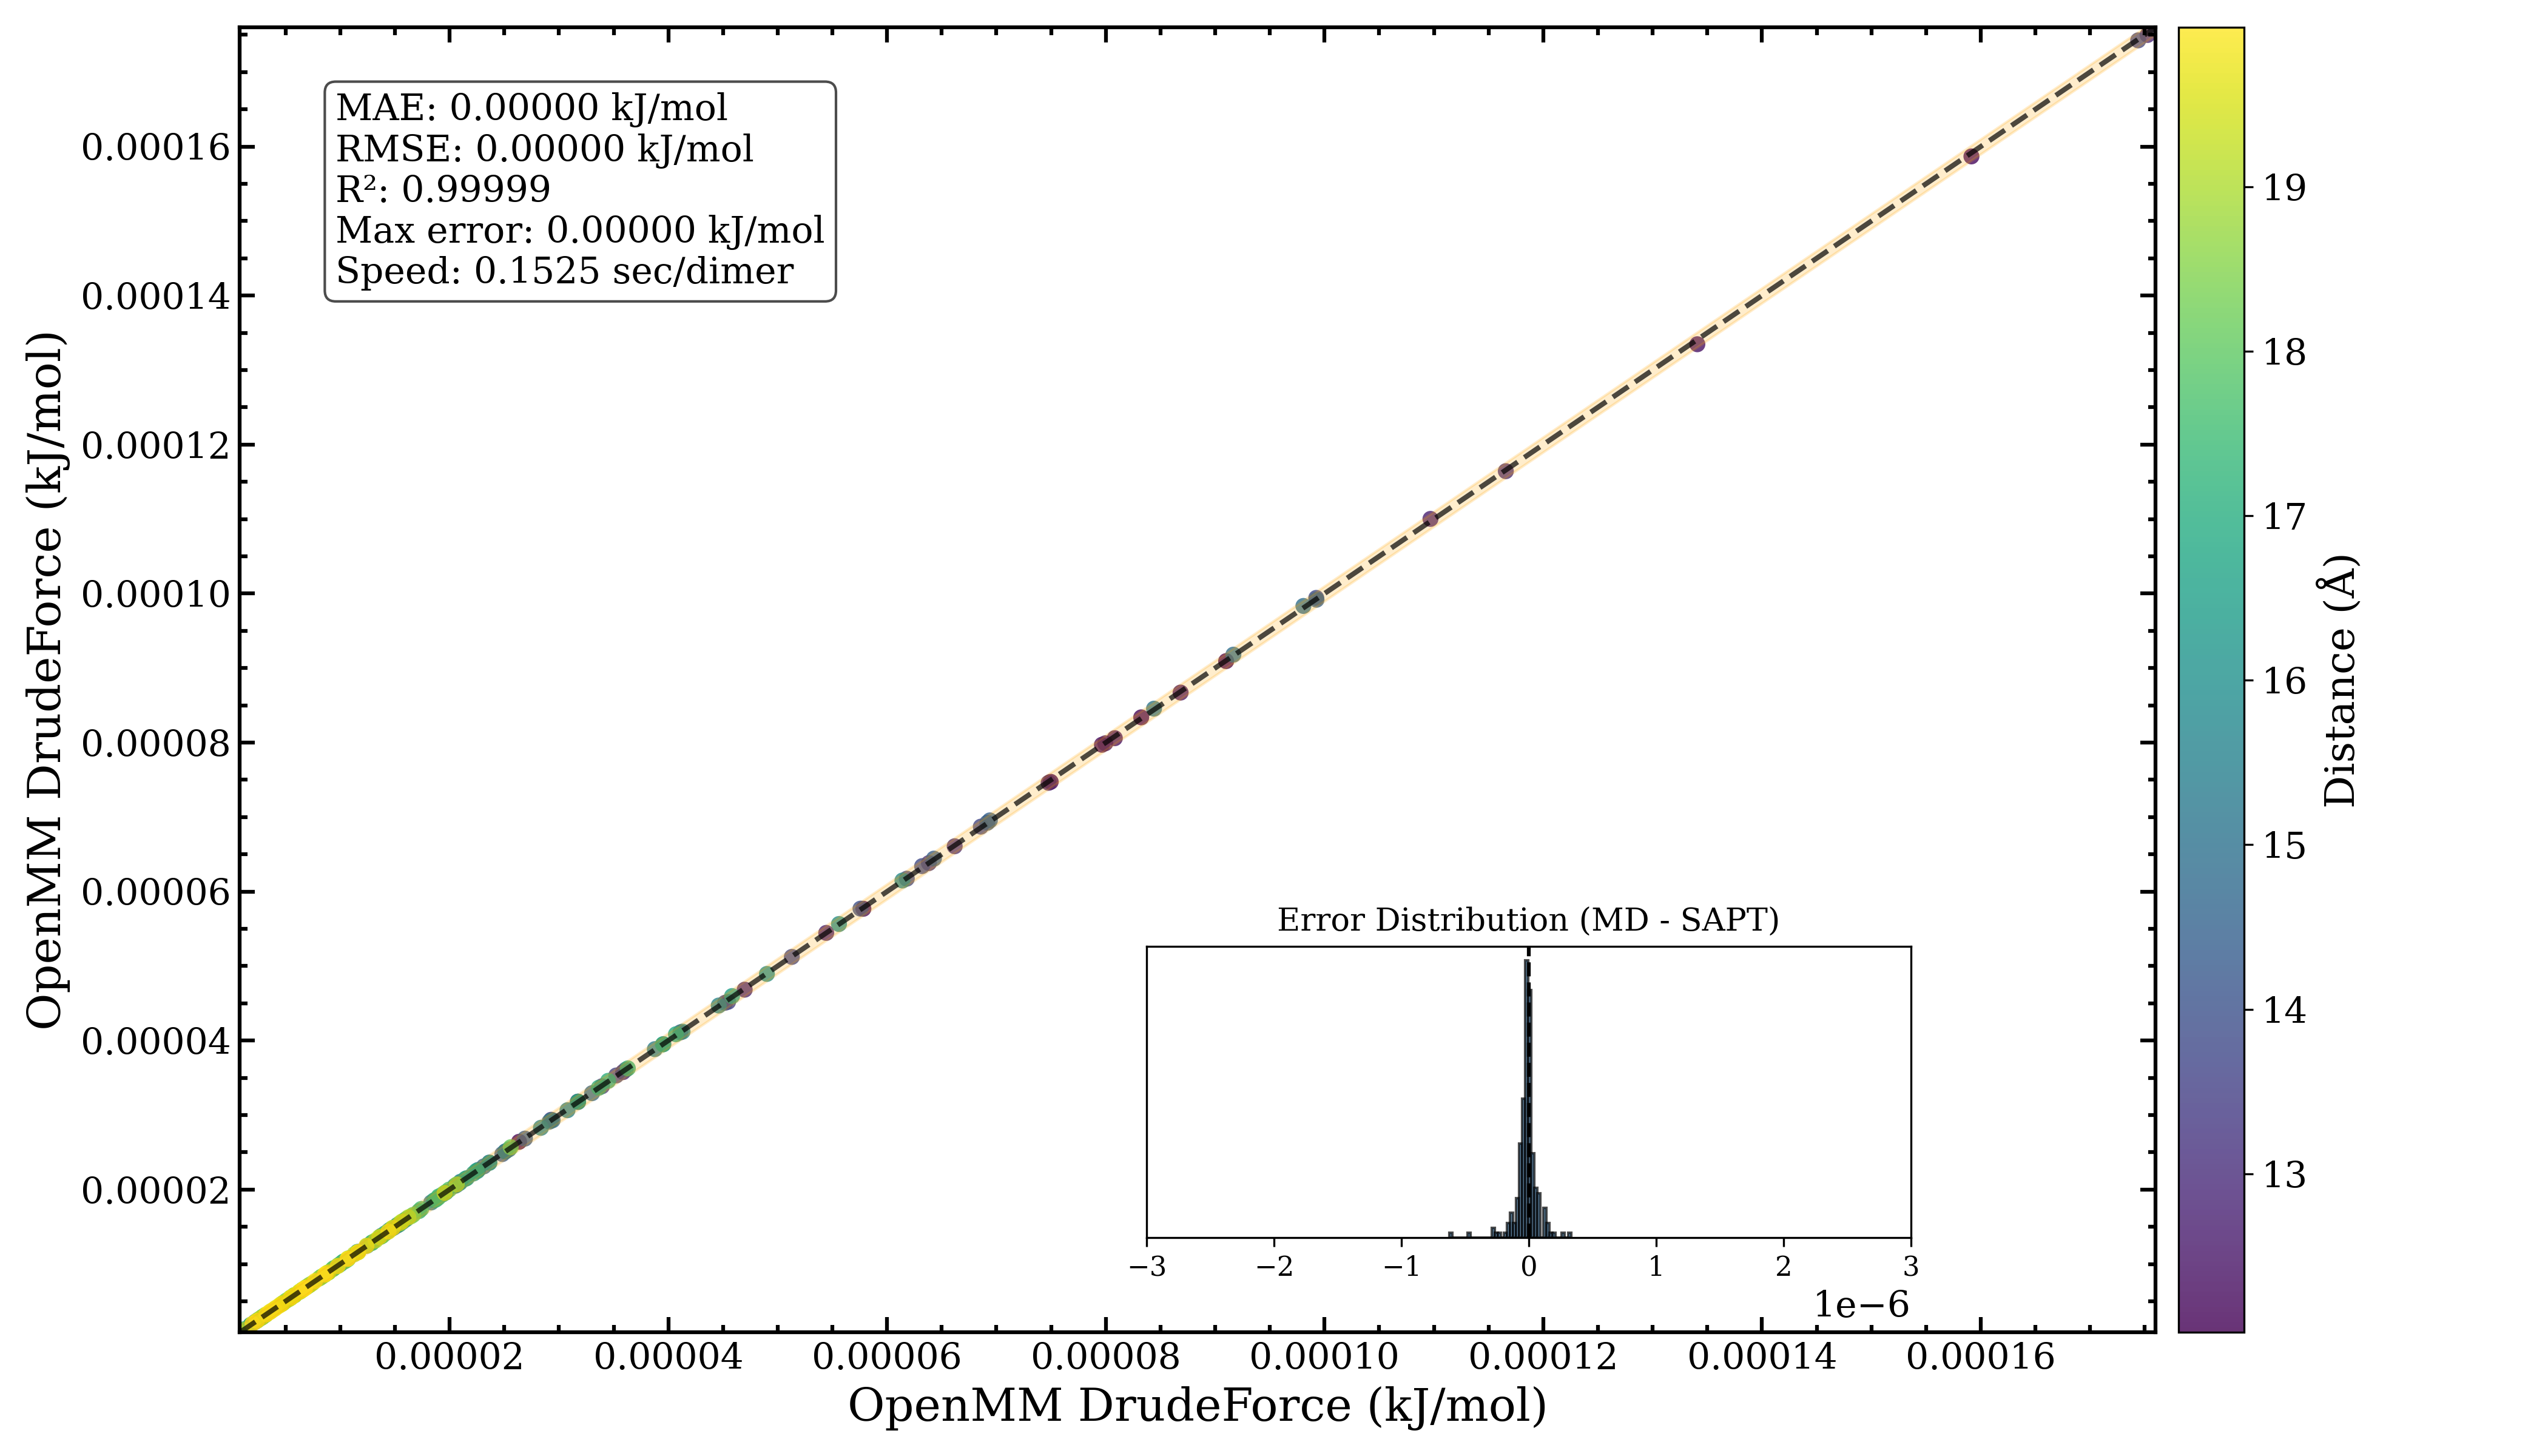 MAE: 0.00000 kJ/mol
RMSE: 0.00000 kJ/mol
R²: 0.99999
Max error: 0.00000 kJ/mol
Speed: 0.1525 sec/dimer
OpenMM DrudeForce (kJ/mol)
0.00016
0.00014
0.00012
0.00010
0.00008
0.00006
0.00004
0.00002
Error Distribution (MD - SAPT)
−3 −2 −1 0 1 2 3
1e−6
0.00002 0.00004 0.00006 0.00008 0.00010 0.00012 0.00014 0.00016
OpenMM DrudeForce (kJ/mol)
19
18
17
16
15
14
13
Distance (Å)